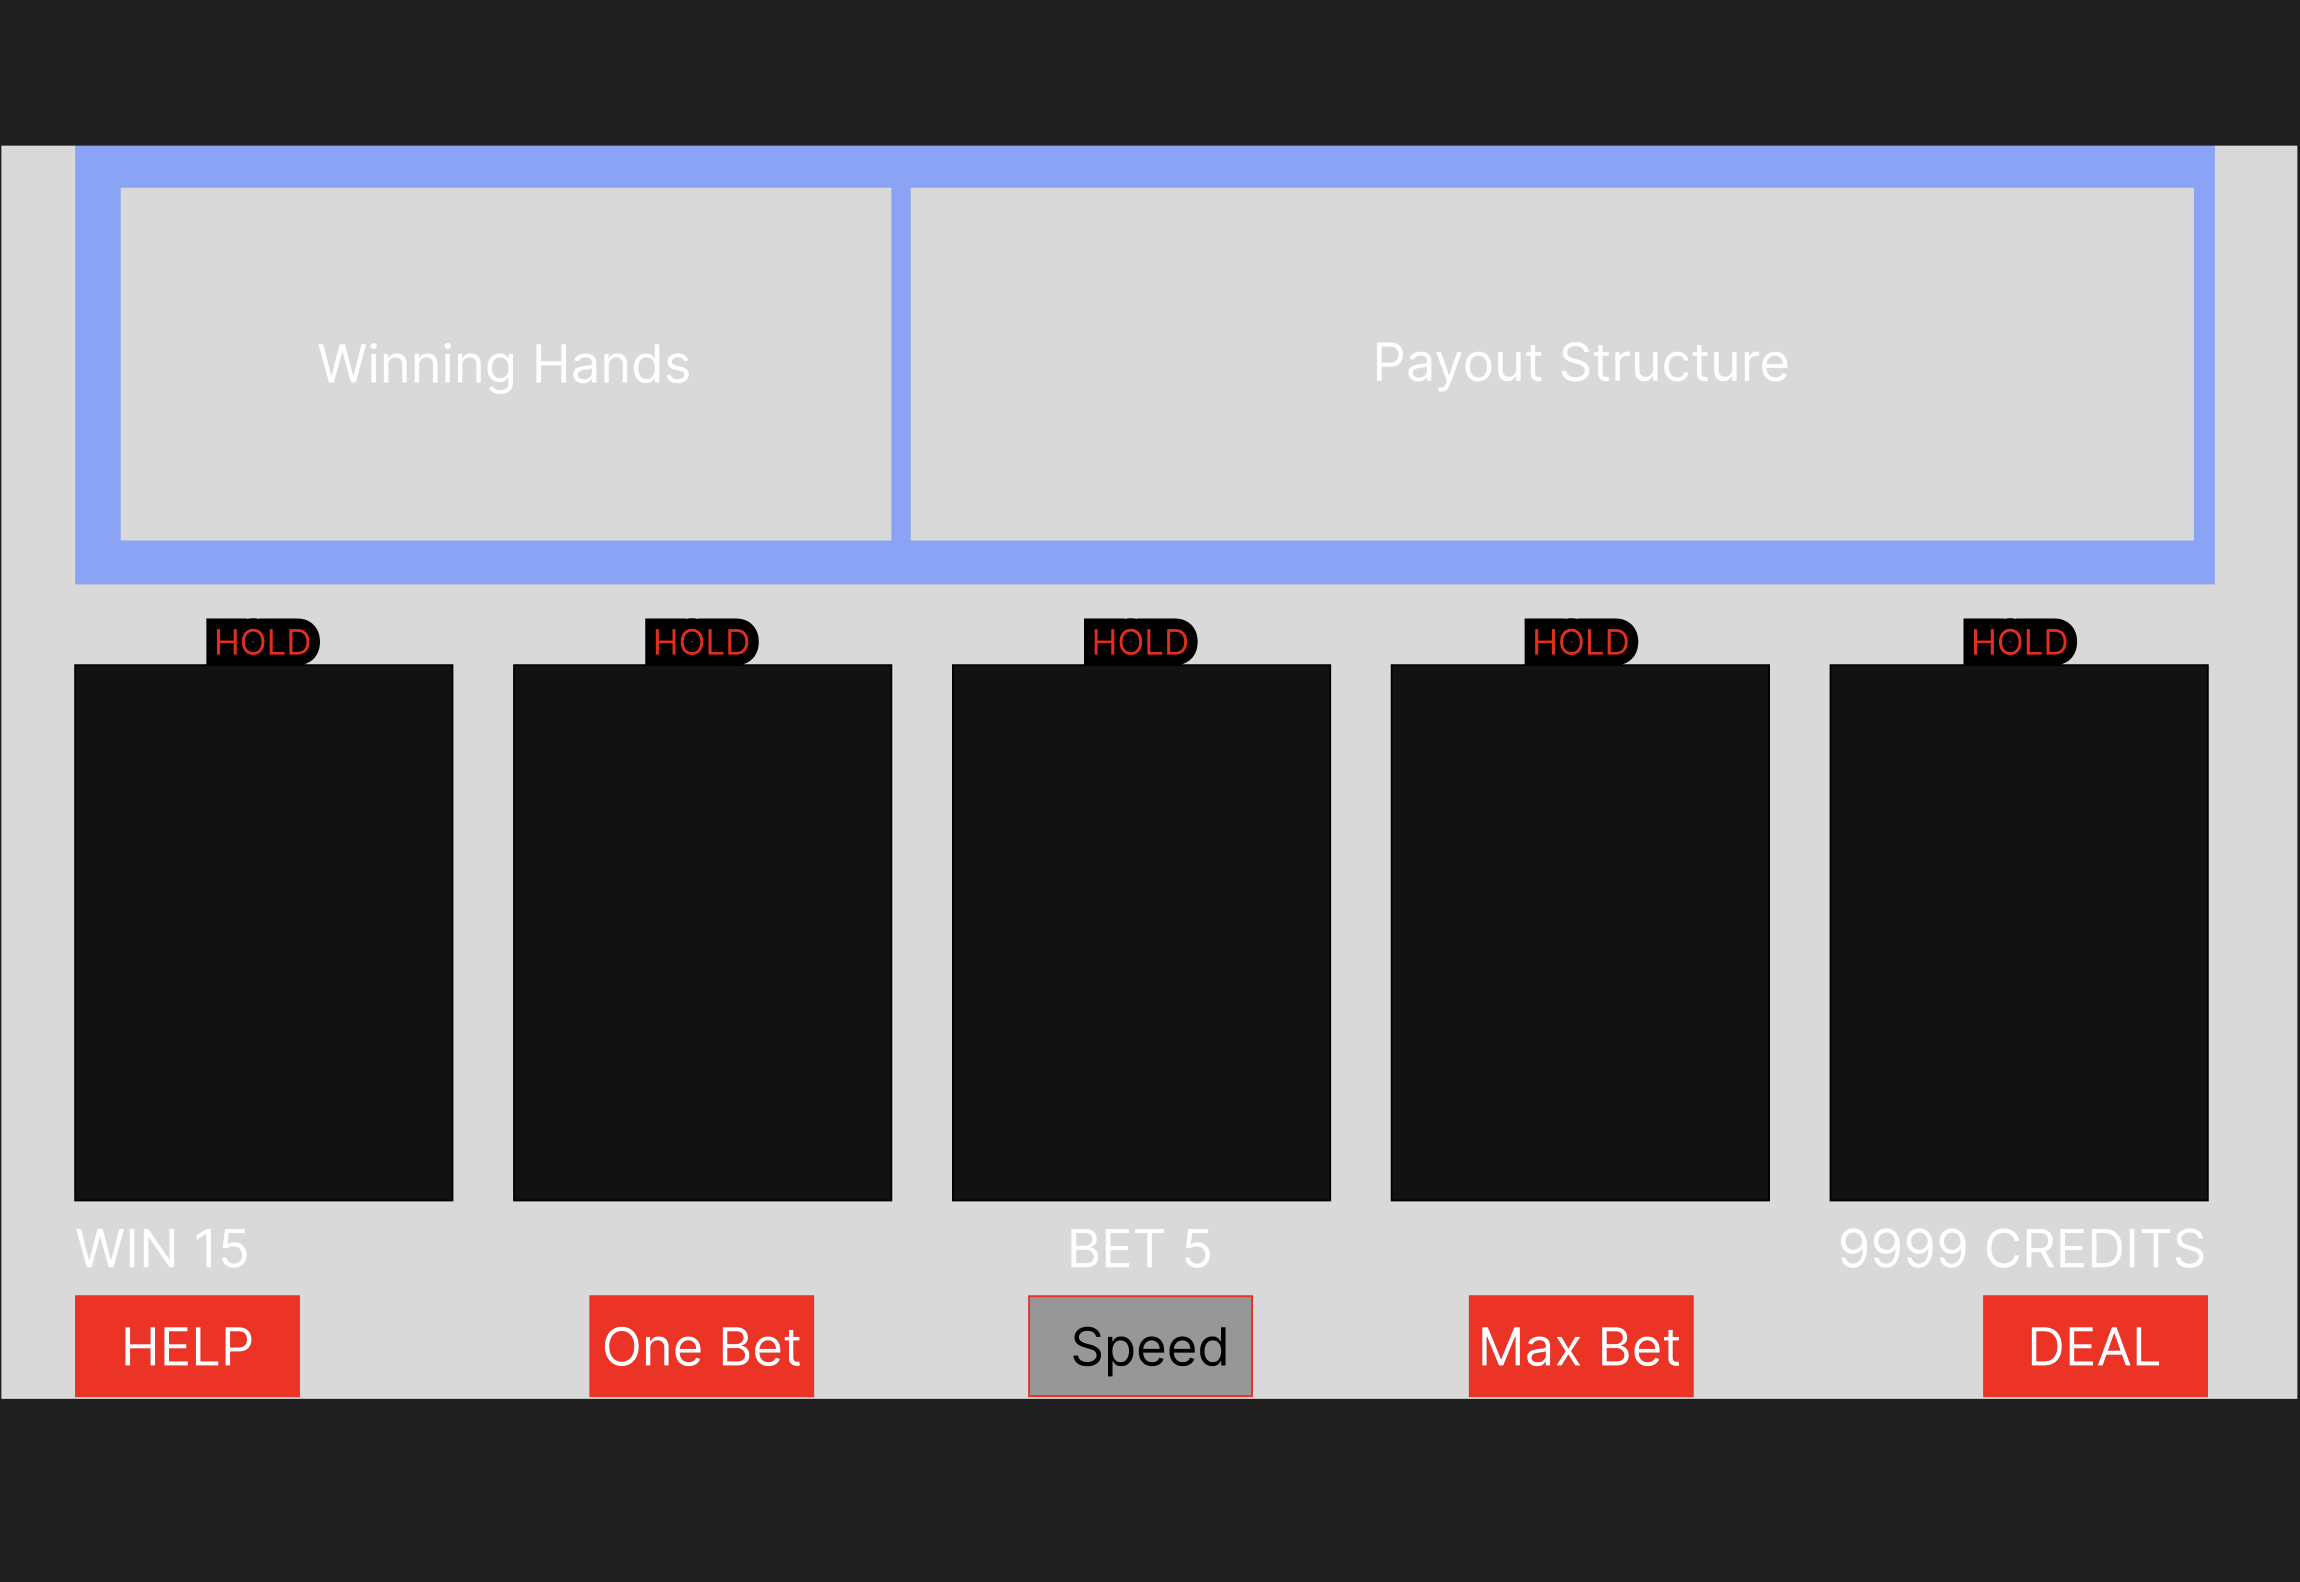 Winning Hands
Payout Structure
HOLD
HOLD
HOLD
HOLD
HOLD
WIN 15
BET 5
9999 CREDITS
HELP
One Bet
Speed
Max Bet
DEAL